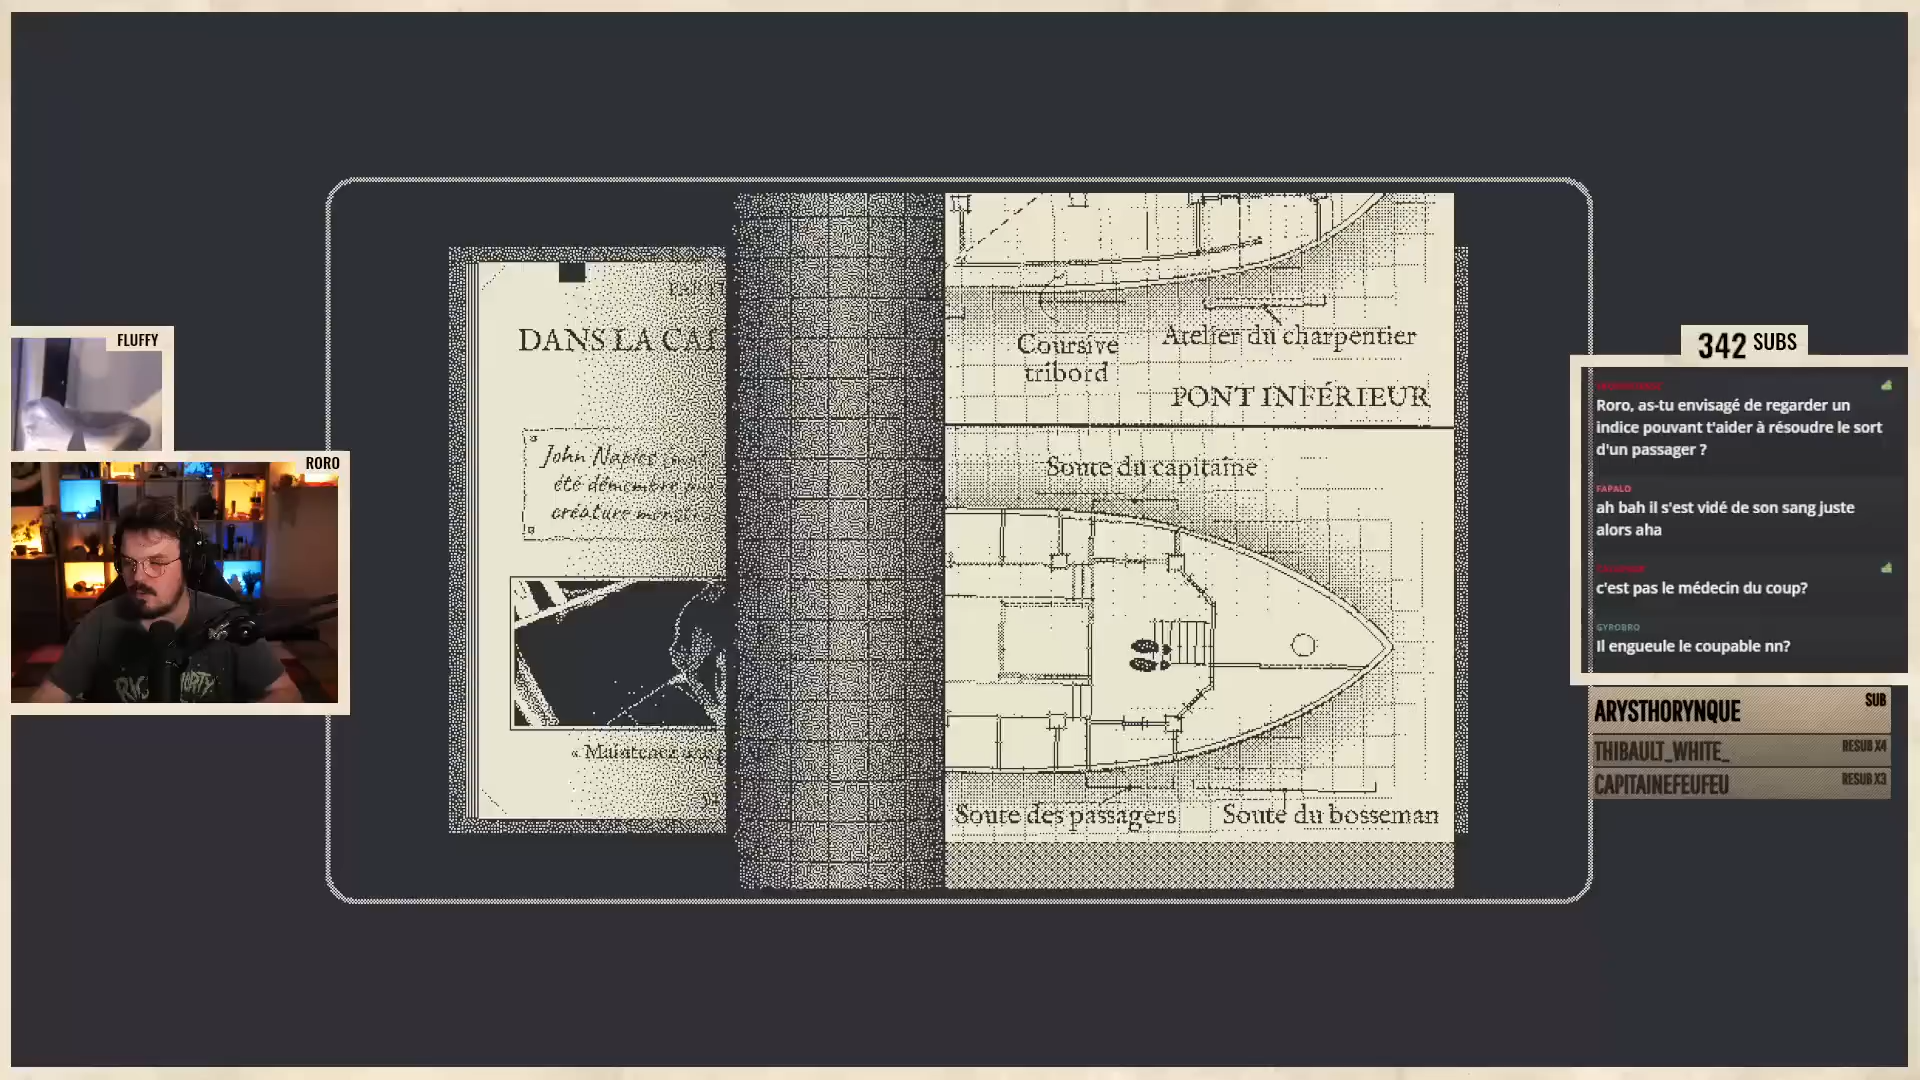 FLUFFY
RORO
DANS LA CAL
John Naples
été démembré
créature
« Maintenez
Coursive
tribord
Atelier du charpentier
PONT INFÉRIEUR
Soute du capitaine
Soute des passagers
Soute du bosseman
342 SUBS
Roro, as-tu envisagé de regarder un
indice pouvant t'aider à résoudre le sort
d'un passager ?
FAPALO
ah bah il s'est vidé de son sang juste
alors aha
c'est pas le médecin du coup?
GYROBRO
Il engueule le coupable nn?
ARYSTHORYNQUE SUB
THIBAULT_WHITE_ RESUB X4
CAPITAINEFEUFEU RESUB X3